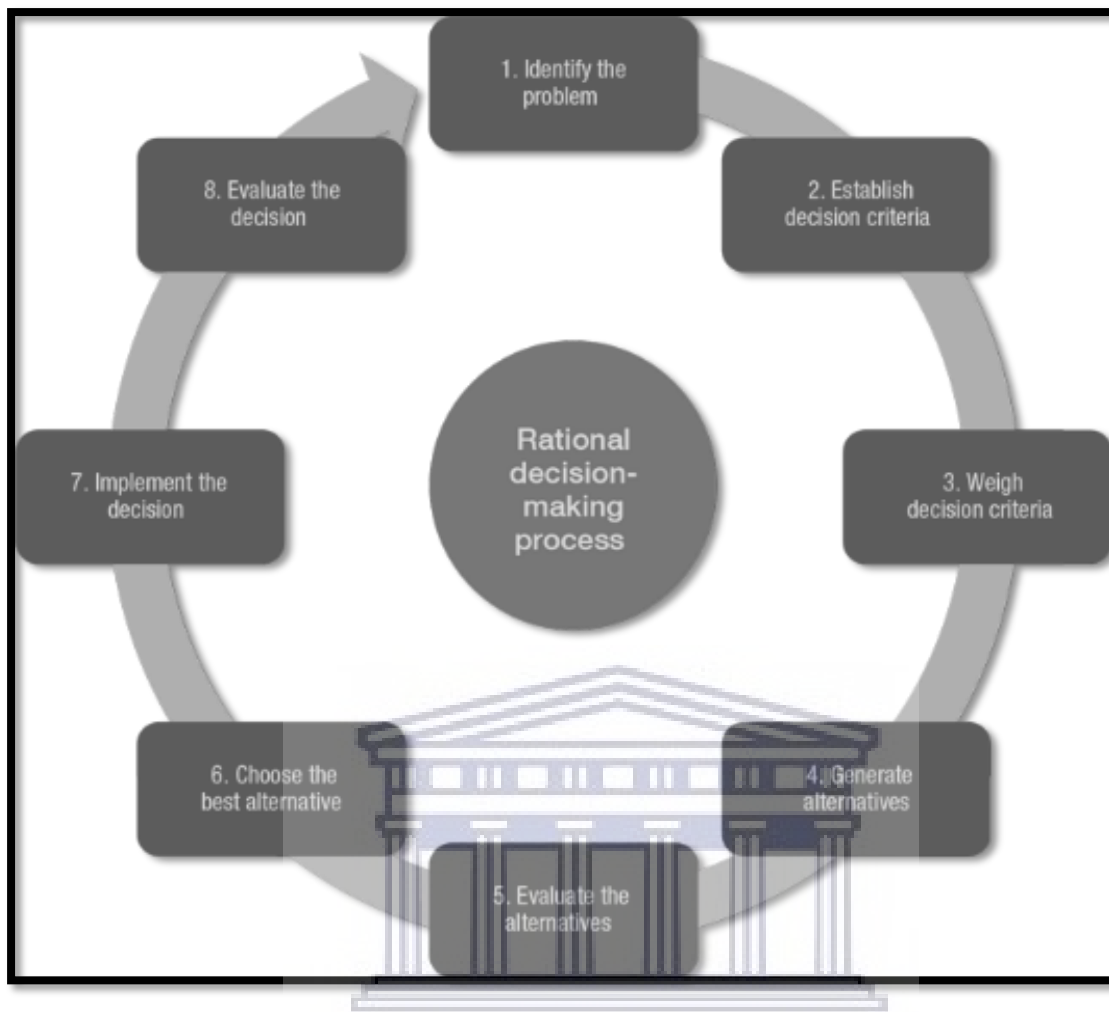 1. Identify the
problem
2. Establish
decision criteria
3. Weigh
decision criteria
4. Generate
alternatives
5. Evaluate the
alternatives
6. Choose the
best alternative
7. Implement the
decision
8. Evaluate the
decision
Rational
decision-
making
process